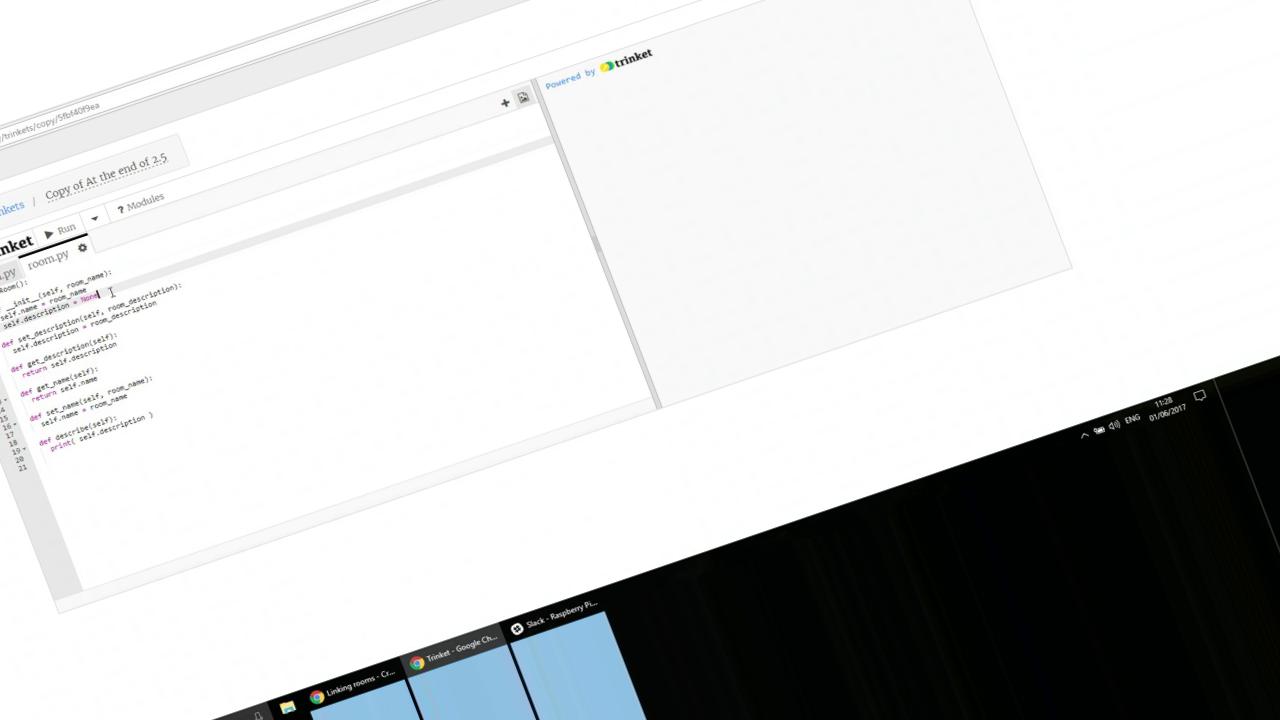 /trinkets/copy/5fbf40f9ea
nkets / Copy of At the end of 2.5
inket Run ? Modules
.py room.py
Powered by trinket
Room():
__init__(self, room_name):
self.name = room_name
self.description = None
def set_description(self, room_description):
self.description = room_description
def get_description(self):
return self.description
def get_name(self):
return self.name
14
def set_name(self, room_name):
15
self.name = room_name
16
17
18
def describe(self):
19
print( self.description )
20
21
ENG 11:28
01/06/2017
Linking rooms - Cr...
Trinket - Google Ch...
Slack - Raspberry Pi...